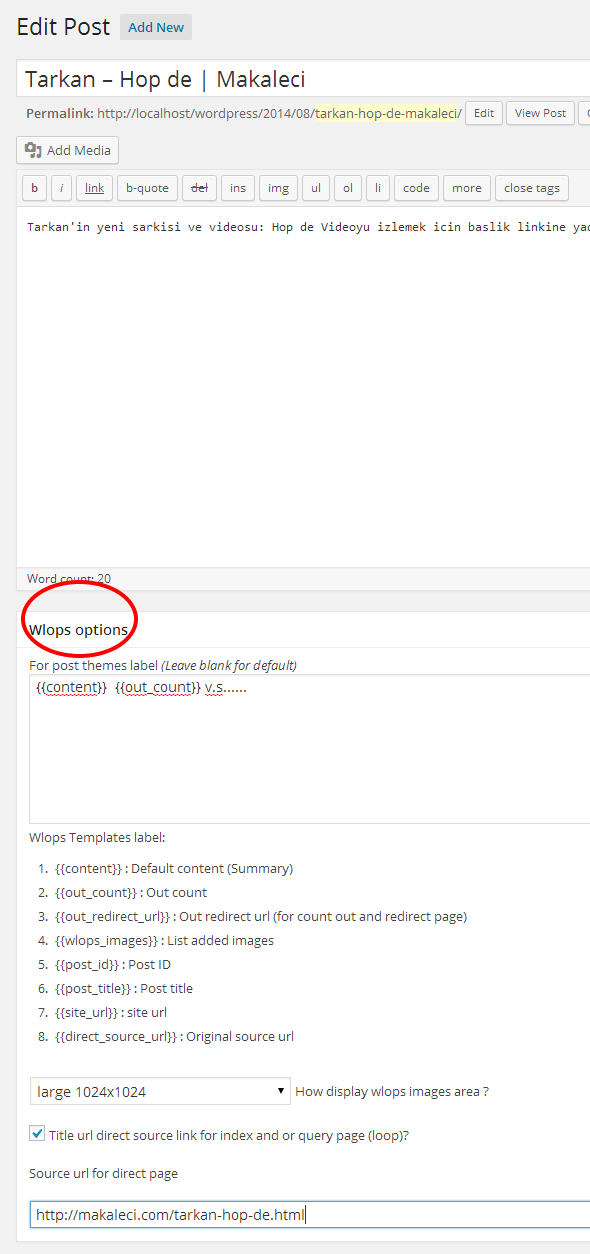 Edit Post Add New
Tarkan – Hop de | Makaleci
Permalink: http://localhost/wordpress/2014/08/tarkan-hop-de-makaleci/ Edit View Post
Add Media
b i link b-quote del ins img ul ol li code more close tags
Tarkan'in yeni sarkisi ve videosu: Hop de Videoyu izlemek icin baslik linkine
Word count: 20
Wlops options
For post themes label (Leave blank for default)
{{content}} {{out_count}} v.s......
Wlops Templates label:
1. {{content}} : Default content (Summary)
2. {{out_count}} : Out count
3. {{out_redirect_url}} : Out redirect url (for count out and redirect page)
4. {{wlops_images}} : List added images
5. {{post_id}} : Post ID
6. {{post_title}} : Post title
7. {{site_url}} : site url
8. {{direct_source_url}} : Original source url
large 1024x1024 How display wlops images area ?
Title url direct source link for index and or query page (loop)?
Source url for direct page
http://makaleci.com/tarkan-hop-de.html